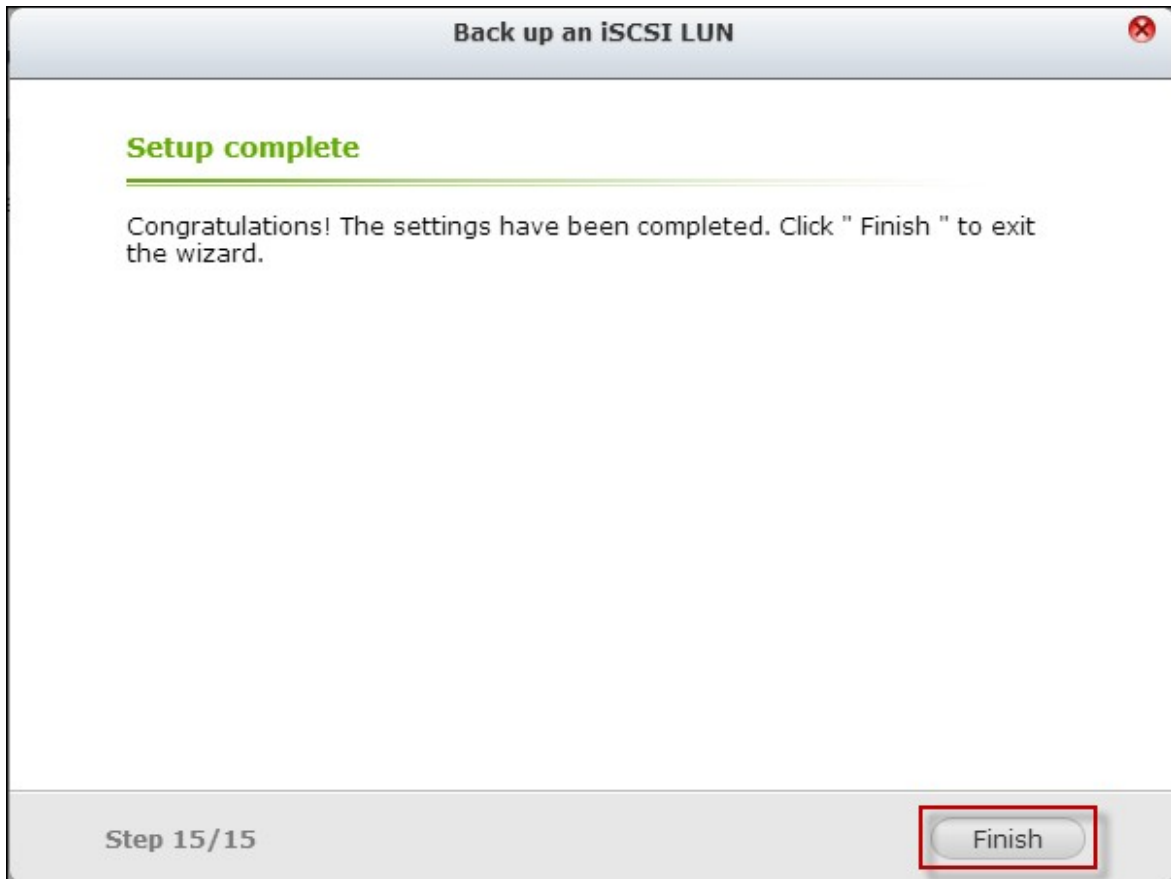 Back up an iSCSI LUN
Setup complete
Congratulations! The settings have been completed. Click " Finish " to exit
the wizard.
Step 15/15
Finish